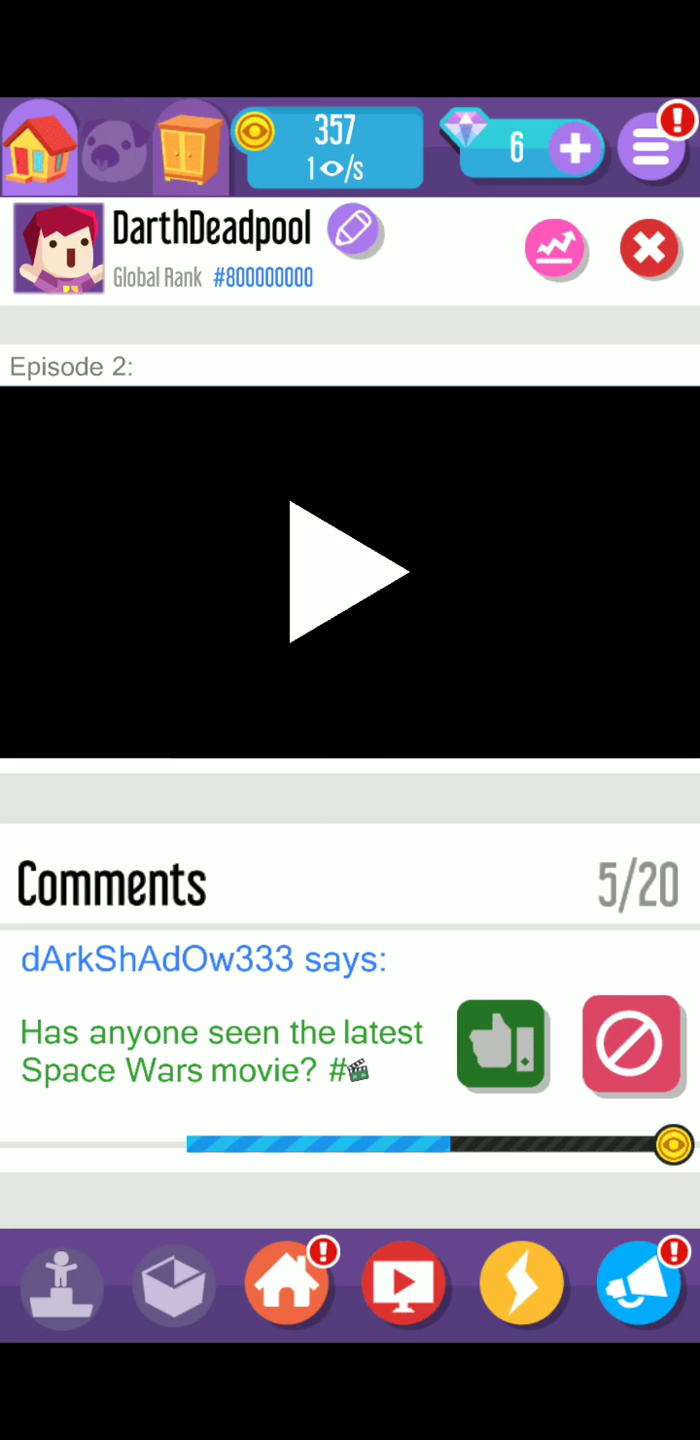 357
1 /s
6
DarthDeadpool
Global Rank #800000000
Episode 2:
Comments
5/20
dArkShAdOw333 says:
Has anyone seen the latest
Space Wars movie? #🎬